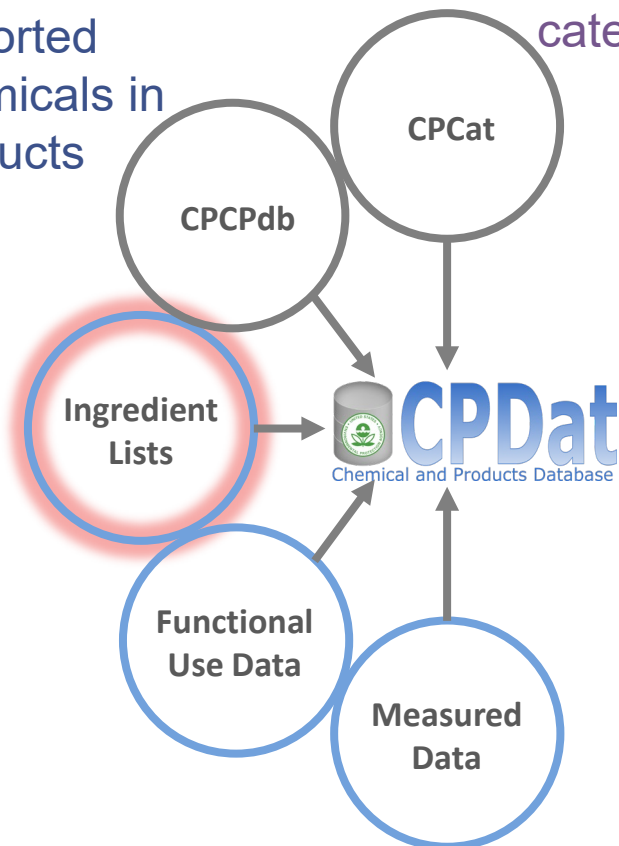 orted
micals in
ucts
cate
CPCat
CPCPdb
Ingredient
Lists
CPDat
Chemical and Products Database
Functional
Use Data
Measured
Data